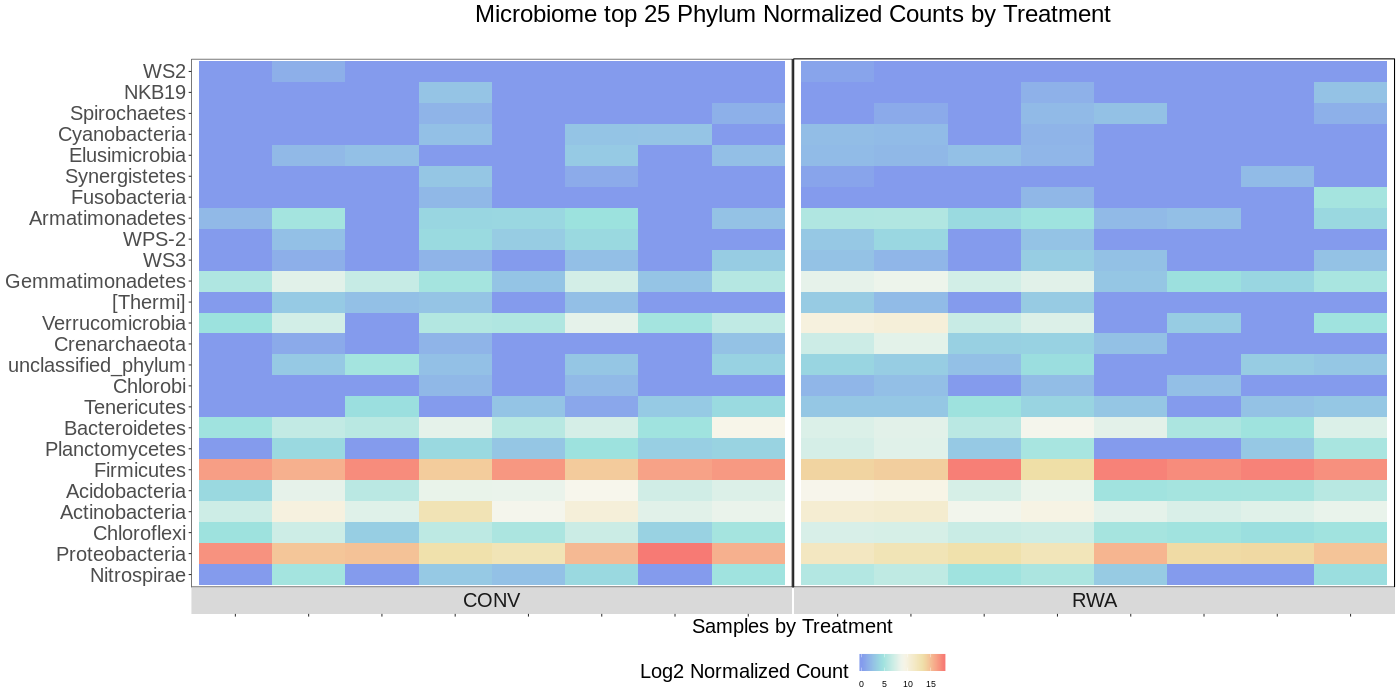 Microbiome top 25 Phylum Normalized Counts by Treatment
WS2
NKB19
Spirochaetes
Cyanobacteria
Elusimicrobia
Synergistetes
Fusobacteria
Armatimonadetes
WPS-2
WS3
Gemmatimonadetes
[Thermi]
Verrucomicrobia
Crenarchaeota
unclassified_phylum
Chlorobi
Tenericutes
Bacteroidetes
Planctomycetes
Firmicutes
Acidobacteria
Actinobacteria
Chloroflexi
Proteobacteria
Nitrospirae
CONV RWA
Samples by Treatment
Log2 Normalized Count
0 5 10 15